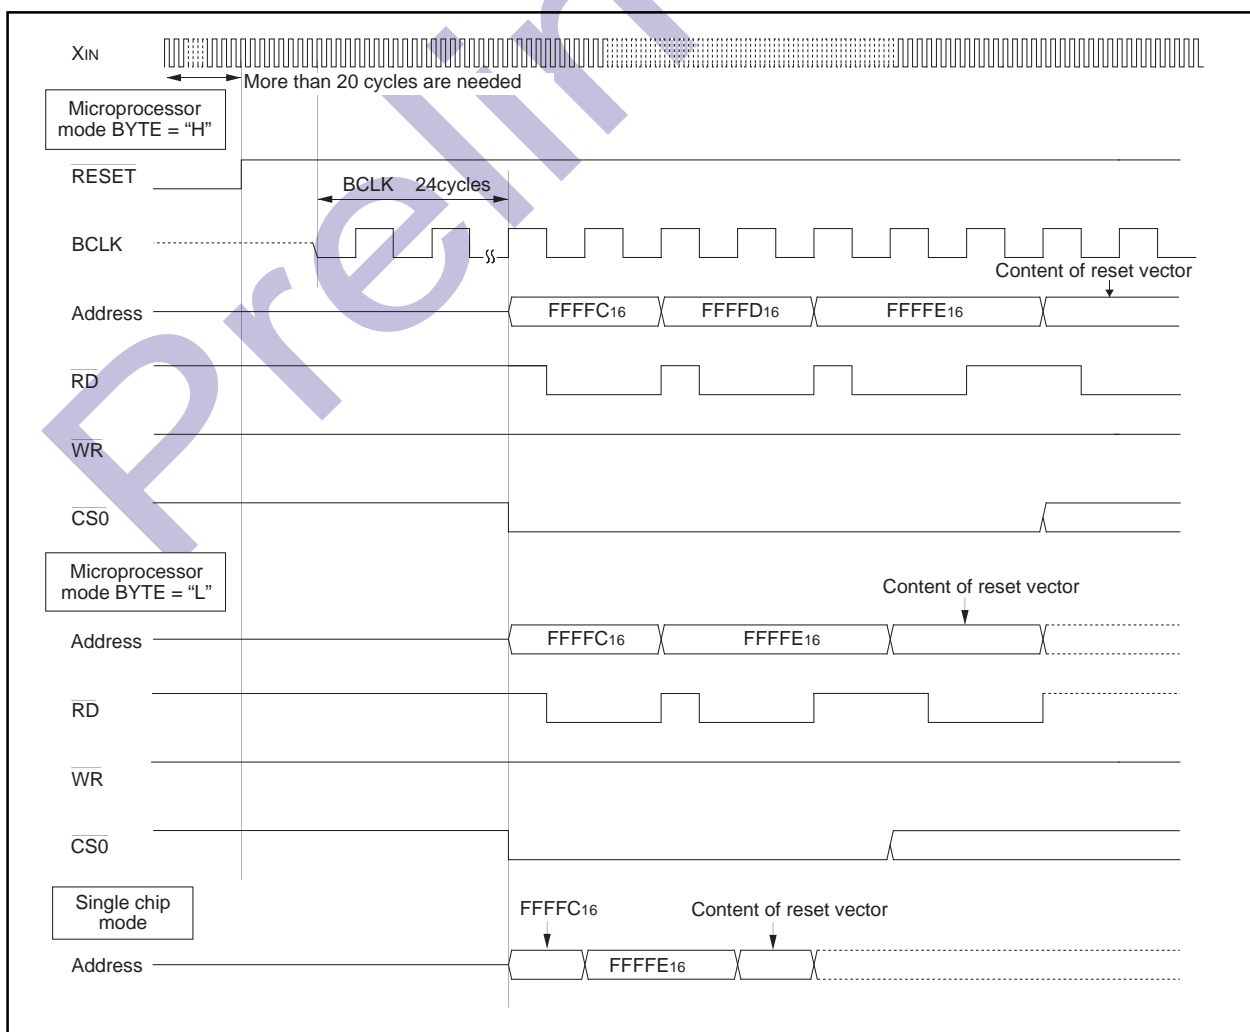 XIN
More than 20 cycles are needed
Microprocessor
mode BYTE = “H”
RESET
BCLK 24cycles
BCLK
Content of reset vector
Address
FFFFC16
FFFFD16
FFFFE16
RD
WR
CS0
Microprocessor
mode BYTE = “L”
Content of reset vector
Address
FFFFC16
FFFFE16
RD
WR
CS0
Single chip
mode
FFFFC16
Content of reset vector
Address
FFFFE16
Prelin